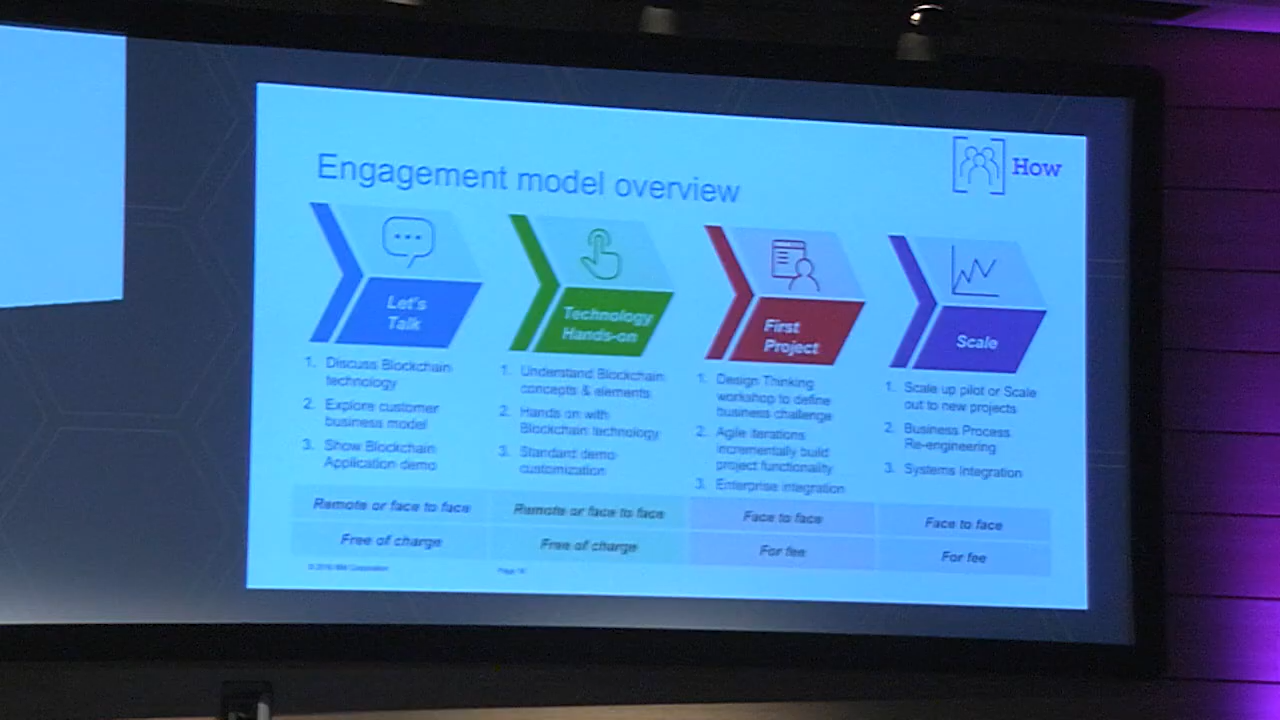 Engagement model overview
How
Let's
Talk
1. Discuss Blockchain
technology
2. Explore customer
business model
3. Show Blockchain
Application demo
Remote or face to face
Free of charge
Technology
Hands-on
1. Understand Blockchain
concepts & elements
2. Hands on with
Blockchain technology
3. Standard demo
customization
Remote or face to face
Free of charge
First
Project
1. Design Thinking
workshop to define
business challenge
2. Agile iterations
incrementally build
project functionality
3. Enterprise integration
Face to face
For fee
Scale
1. Scale up pilot or Scale
out to new projects
2. Business Process
Re-engineering
3. Systems Integration
Face to face
For fee
IBM Corporation
Page